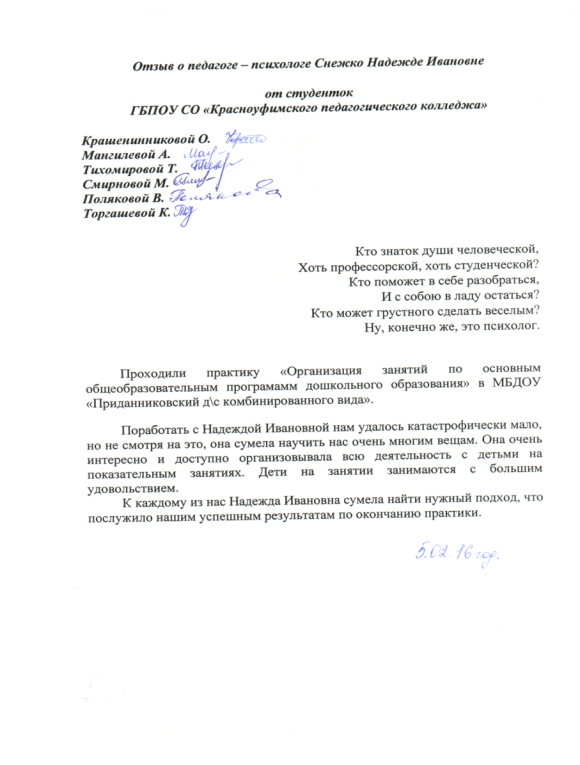 Отзыв о педагоге – психологе Снежко Надежде Ивановне
от студенток
ГБПОУ СО «Красноуфимского педагогического колледжа»
Крашенинниковой О.
Мангилевой А.
Тихомировой Т.
Смирновой М.
Поляковой В. Полякова
Торгашевой К.
Кто знаток души человеческой,
Хоть профессорской, хоть студенческой?
Кто поможет в себе разобраться,
И с собою в ладу остаться?
Кто может грустного сделать веселым?
Ну, конечно же, это психолог.
Проходили практику «Организация занятий по основным
общеобразовательным программам дошкольного образования» в МБДОУ
«Приданниковский д\с комбинированного вида».
Поработать с Надеждой Ивановной нам удалось катастрофически мало,
но не смотря на это, она сумела научить нас очень многим вещам. Она очень
интересно и доступно организовывала всю деятельность с детьми на
показательным занятиях. Дети на занятии занимаются с большим
удовольствием.
К каждому из нас Надежда Ивановна сумела найти нужный подход, что
послужило нашим успешным результатам по окончанию практики.
5.02.16 год.